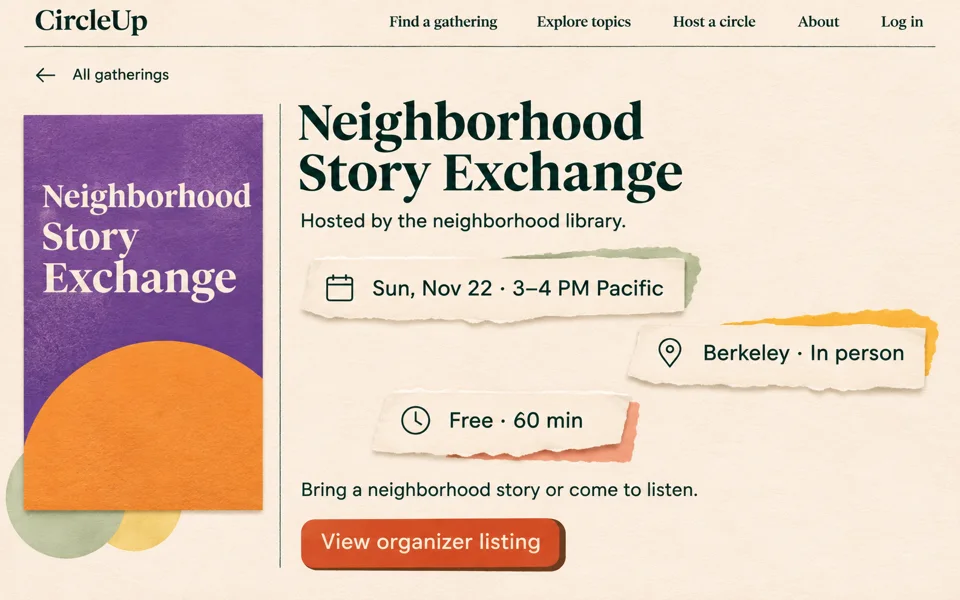 CircleUp
Find a gathering
Explore topics
Host a circle
About
Log in
← All gatherings
Neighborhood
Story
Exchange
Neighborhood
Story Exchange
Hosted by the neighborhood library.
Sun, Nov 22 · 3–4 PM Pacific
Berkeley · In person
Free · 60 min
Bring a neighborhood story or come to listen.
View organizer listing